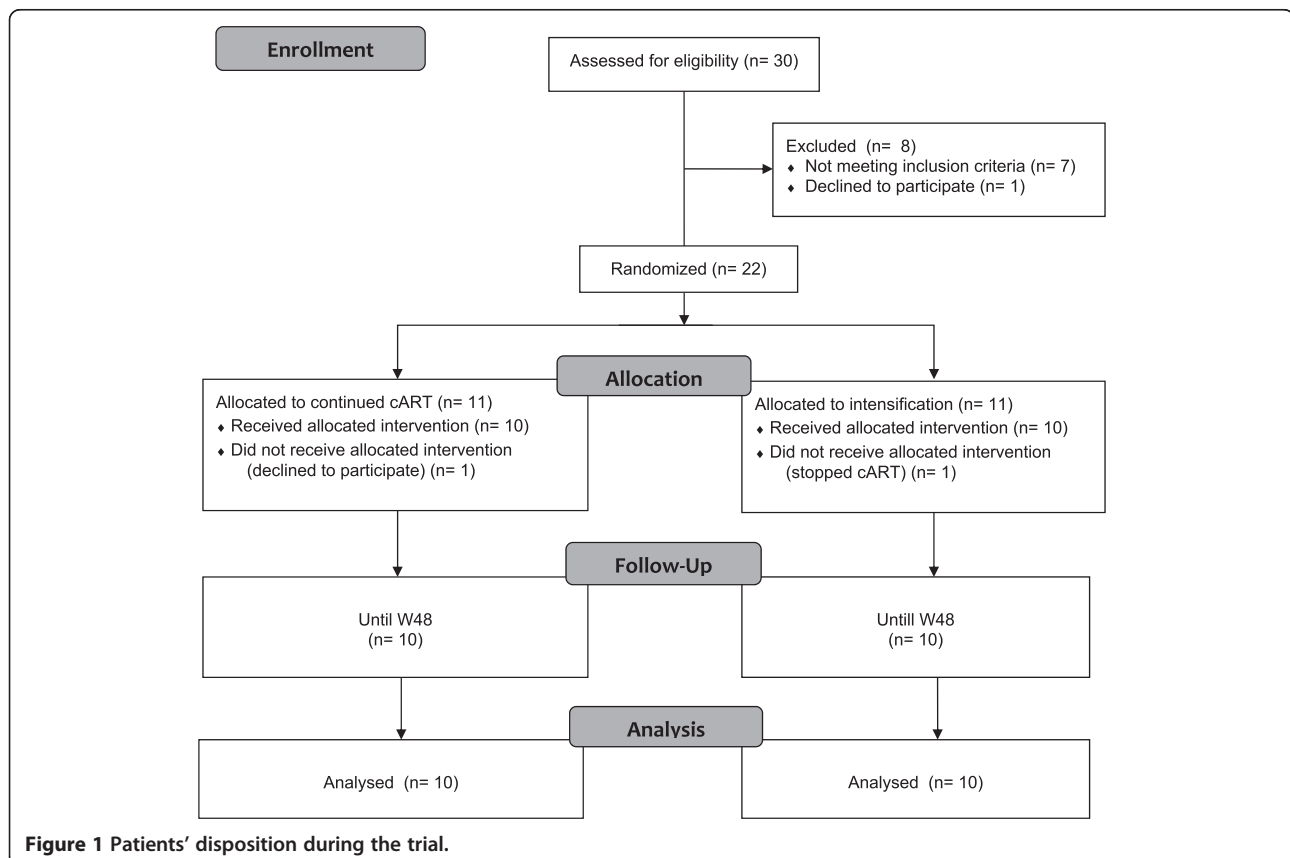 Enrollment
Assessed for eligibility (n= 30)
Excluded (n= 8)
♦ Not meeting inclusion criteria (n= 7)
♦ Declined to participate (n= 1)
Randomized (n= 22)
Allocation
Allocated to continued cART (n= 11)
♦ Received allocated intervention (n= 10)
♦ Did not receive allocated intervention
(declined to participate) (n= 1)
Allocated to intensification (n= 11)
♦ Received allocated intervention (n= 10)
♦ Did not receive allocated intervention
(stopped cART) (n= 1)
Follow-Up
Until W48
(n= 10)
Untill W48
(n= 10)
Analysis
Analysed (n= 10)
Analysed (n= 10)
Figure 1 Patients’ disposition during the trial.